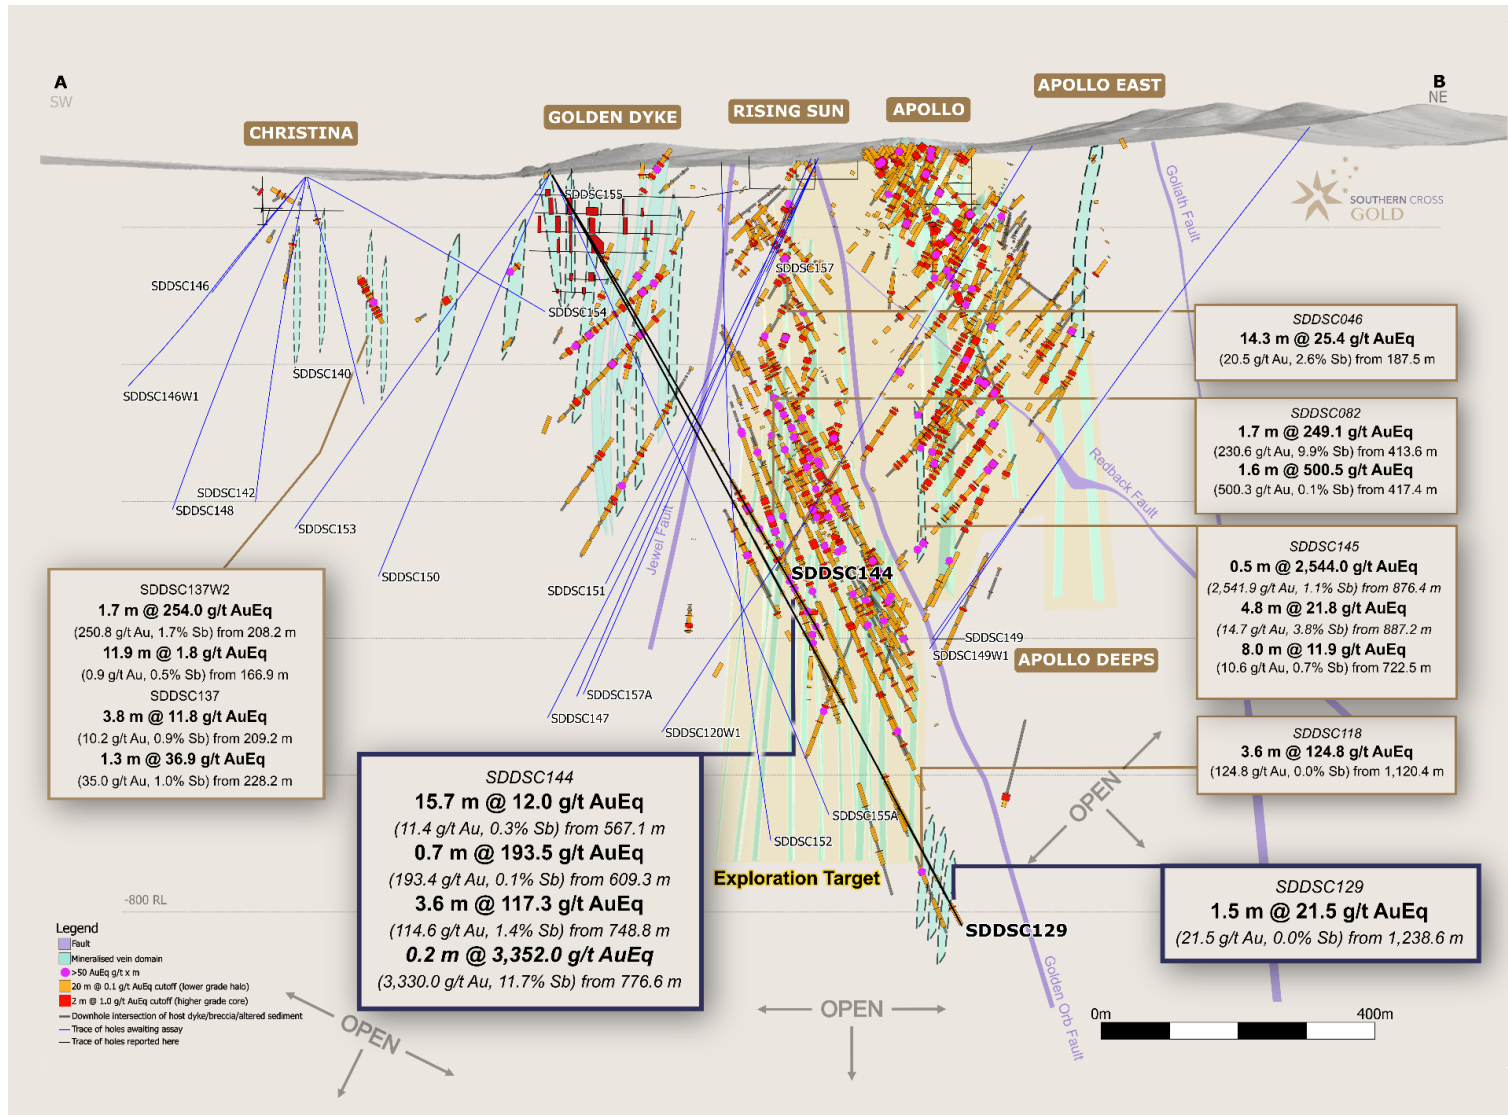 A
SW
B
NE
CHRISTINA
GOLDEN DYKE
RISING SUN
APOLLO
APOLLO EAST
SOUTHERN CROSS
GOLD
Goliath Fault
SDDSC155
SDDSC157
SDDSC146
SDDSC154
SDDSC140
SDDSC146W1
SDDSC142
SDDSC148
SDDSC153
SDDSC150
SDDSC151
Jewel Fault
Redback Fault
SDDSC144
SDDSC149
SDDSC149W1
APOLLO DEEPS
SDDSC157A
SDDSC147
SDDSC120W1
SDDSC155A
SDDSC152
Exploration Target
SDDSC129
Golden Orb Fault
SDDSC046
14.3 m @ 25.4 g/t AuEq
(20.5 g/t Au, 2.6% Sb) from 187.5 m
SDDSC082
1.7 m @ 249.1 g/t AuEq
(230.6 g/t Au, 9.9% Sb) from 413.6 m
1.6 m @ 500.5 g/t AuEq
(500.3 g/t Au, 0.1% Sb) from 417.4 m
SDDSC145
0.5 m @ 2,544.0 g/t AuEq
(2,541.9 g/t Au, 1.1% Sb) from 876.4 m
4.8 m @ 21.8 g/t AuEq
(14.7 g/t Au, 3.8% Sb) from 887.2 m
8.0 m @ 11.9 g/t AuEq
(10.6 g/t Au, 0.7% Sb) from 722.5 m
SDDSC118
3.6 m @ 124.8 g/t AuEq
(124.8 g/t Au, 0.0% Sb) from 1,120.4 m
SDDSC129
1.5 m @ 21.5 g/t AuEq
(21.5 g/t Au, 0.0% Sb) from 1,238.6 m
SDDSC137W2
1.7 m @ 254.0 g/t AuEq
(250.8 g/t Au, 1.7% Sb) from 208.2 m
11.9 m @ 1.8 g/t AuEq
(0.9 g/t Au, 0.5% Sb) from 166.9 m
SDDSC137
3.8 m @ 11.8 g/t AuEq
(10.2 g/t Au, 0.9% Sb) from 209.2 m
1.3 m @ 36.9 g/t AuEq
(35.0 g/t Au, 1.0% Sb) from 228.2 m
SDDSC144
15.7 m @ 12.0 g/t AuEq
(11.4 g/t Au, 0.3% Sb) from 567.1 m
0.7 m @ 193.5 g/t AuEq
(193.4 g/t Au, 0.1% Sb) from 609.3 m
3.6 m @ 117.3 g/t AuEq
(114.6 g/t Au, 1.4% Sb) from 748.8 m
0.2 m @ 3,352.0 g/t AuEq
(3,330.0 g/t Au, 11.7% Sb) from 776.6 m
-800 RL
Legend
Fault
Mineralised vein domain
>50 AuEq g/t x m
20 m @ 0.1 g/t AuEq cutoff (lower grade halo)
2 m @ 1.0 g/t AuEq cutoff (higher grade core)
Downhole intersection of host dyke/breccia/altered sediment
Trace of holes awaiting assay
Trace of holes reported here
OPEN
OPEN
OPEN
0m
400m